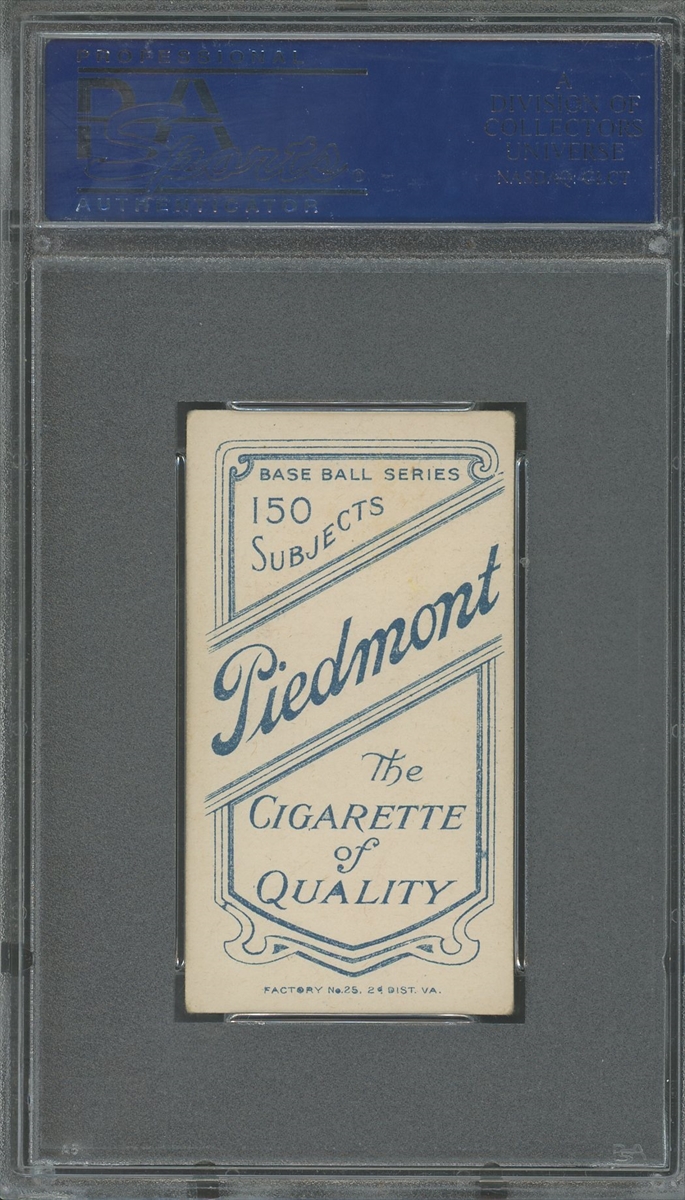 PROFESSIONAL
PSA
Sports
AUTHENTICATOR
A
DIVISION OF
COLLECTORS
UNIVERSE
BASE BALL SERIES
150
SUBJECTS
Piedmont
The
CIGARETTE
of
QUALITY
FACTORY No. 25, 2d DIST. VA.